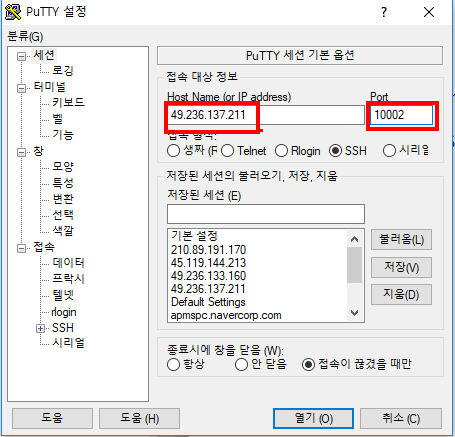 PuTTY 설정
분류(G)
세션
로깅
터미널
키보드
벨
기능
창
모양
특성
변환
선택
색깔
접속
데이터
프락시
텔넷
rlogin
SSH
시리얼
PuTTY 세션 기본 옵션
접속 대상 정보
Host Name (or IP address) Port
49.236.137.211 10002
접속 형식:
생짜 (F Telnet Rlogin SSH 시리얼
저장된 세션의 불러오기, 저장, 지움
저장된 세션 (E)
기본 설정
210.89.191.170
45.119.144.213
49.236.133.160
49.236.137.211
Default Settings
apmspc.navercorp.com
불러옴(L)
저장(V)
지움(D)
종료시에 창을 닫음 (W):
항상 안 닫음 접속이 끊겼을 때만
도움 도움 (H) 열기 (O) 취소 (C)